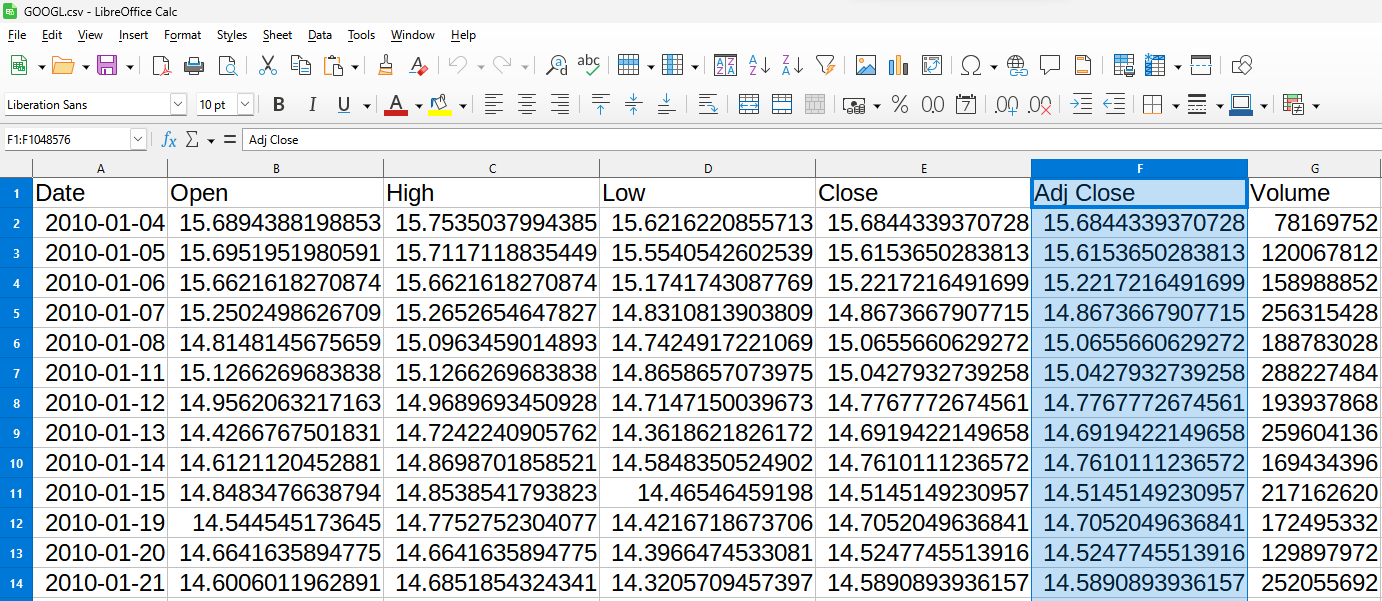 GOOGL.csv - LibreOffice Calc
File Edit View Insert Format Styles Sheet Data Tools Window Help
Liberation Sans 10 pt B I U A
F1:F1048576 fx Σ = Adj Close
A B C D E F G
1 Date Open High Low Close Adj Close Volume
2 2010-01-04 15.6894388198853 15.7535037994385 15.6216220855713 15.6844339370728 15.6844339370728 78169752
3 2010-01-05 15.6951951980591 15.7117118835449 15.5540542602539 15.6153650283813 15.6153650283813 120067812
4 2010-01-06 15.6621618270874 15.6621618270874 15.1741743087769 15.2217216491699 15.2217216491699 158988852
5 2010-01-07 15.2502498626709 15.2652654647827 14.8310813903809 14.8673667907715 14.8673667907715 256315428
6 2010-01-08 14.8148145675659 15.0963459014893 14.7424917221069 15.0655660629272 15.0655660629272 188783028
7 2010-01-11 15.1266269683838 15.1266269683838 14.8658657073975 15.0427932739258 15.0427932739258 288227484
8 2010-01-12 14.9562063217163 14.9689693450928 14.7147150039673 14.7767772674561 14.7767772674561 193937868
9 2010-01-13 14.4266767501831 14.7242240905762 14.3618621826172 14.6919422149658 14.6919422149658 259604136
10 2010-01-14 14.6121120452881 14.8698701858521 14.5848350524902 14.7610111236572 14.7610111236572 169434396
11 2010-01-15 14.8483476638794 14.8538541793823 14.46546459198 14.5145149230957 14.5145149230957 217162620
12 2010-01-19 14.544545173645 14.7752752304077 14.4216718673706 14.7052049636841 14.7052049636841 172495332
13 2010-01-20 14.6641635894775 14.6641635894775 14.3966474533081 14.5247745513916 14.5247745513916 129897972
14 2010-01-21 14.6006011962891 14.6851854324341 14.3205709457397 14.5890893936157 14.5890893936157 252055692